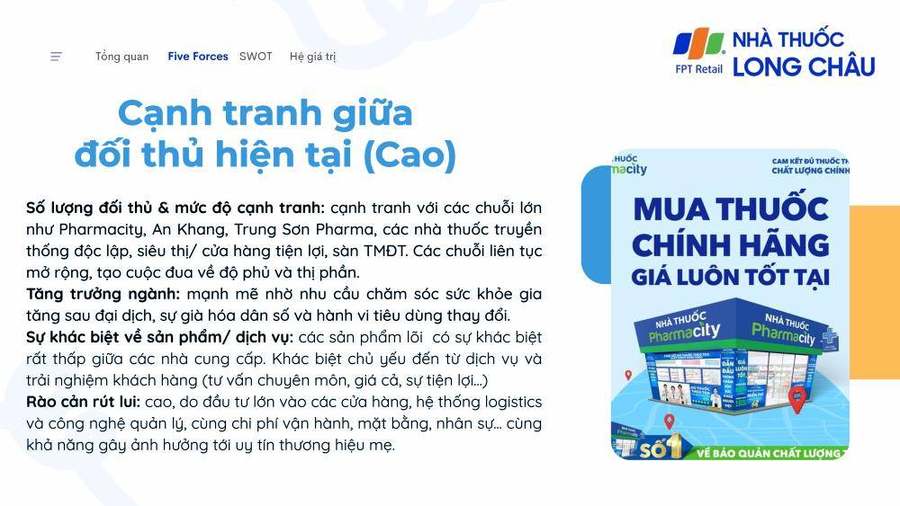 Tổng quan
Five Forces
SWOT
Hệ giá trị
FPT Retail
NHÀ THUỐC
LONG CHÂU
Cạnh tranh giữa
đối thủ hiện tại (Cao)
Số lượng đối thủ & mức độ cạnh tranh: cạnh tranh với các chuỗi lớn
như Pharmacity, An Khang, Trung Sơn Pharma, các nhà thuốc truyền
thống độc lập, siêu thị/ cửa hàng tiện lợi, sàn TMĐT. Các chuỗi liên tục
mở rộng, tạo cuộc đua về độ phủ và thị phần.
Tăng trưởng ngành: mạnh mẽ nhờ nhu cầu chăm sóc sức khỏe gia
tăng sau đại dịch, sự già hóa dân số và hành vi tiêu dùng thay đổi.
Sự khác biệt về sản phẩm/ dịch vụ: các sản phẩm lõi có sự khác biệt
rất thấp giữa các nhà cung cấp. Khác biệt chủ yếu đến từ dịch vụ và
trải nghiệm khách hàng (tư vấn chuyên môn, giá cả, sự tiện lợi...)
Rào cản rút lui: cao, do đầu tư lớn vào các cửa hàng, hệ thống logistics
và công nghệ quản lý, cùng chi phí vận hành, mặt bằng, nhân sự... cùng
khả năng gây ảnh hưởng tới uy tín thương hiệu mẹ.
HUỐC
macity
CAM KẾT ĐỦ THUỐC TH
CHẤT LƯỢNG CHÍNH
MUA THUỐC
CHÍNH HÃNG
GIÁ LUÔN TỐT TẠI
NHÀ THUỐC
Pharmacity
NHÀ THUỐC
Pharmacity
SỐ 1
VỀ BẢO QUẢN CHẤT LƯỢNG T